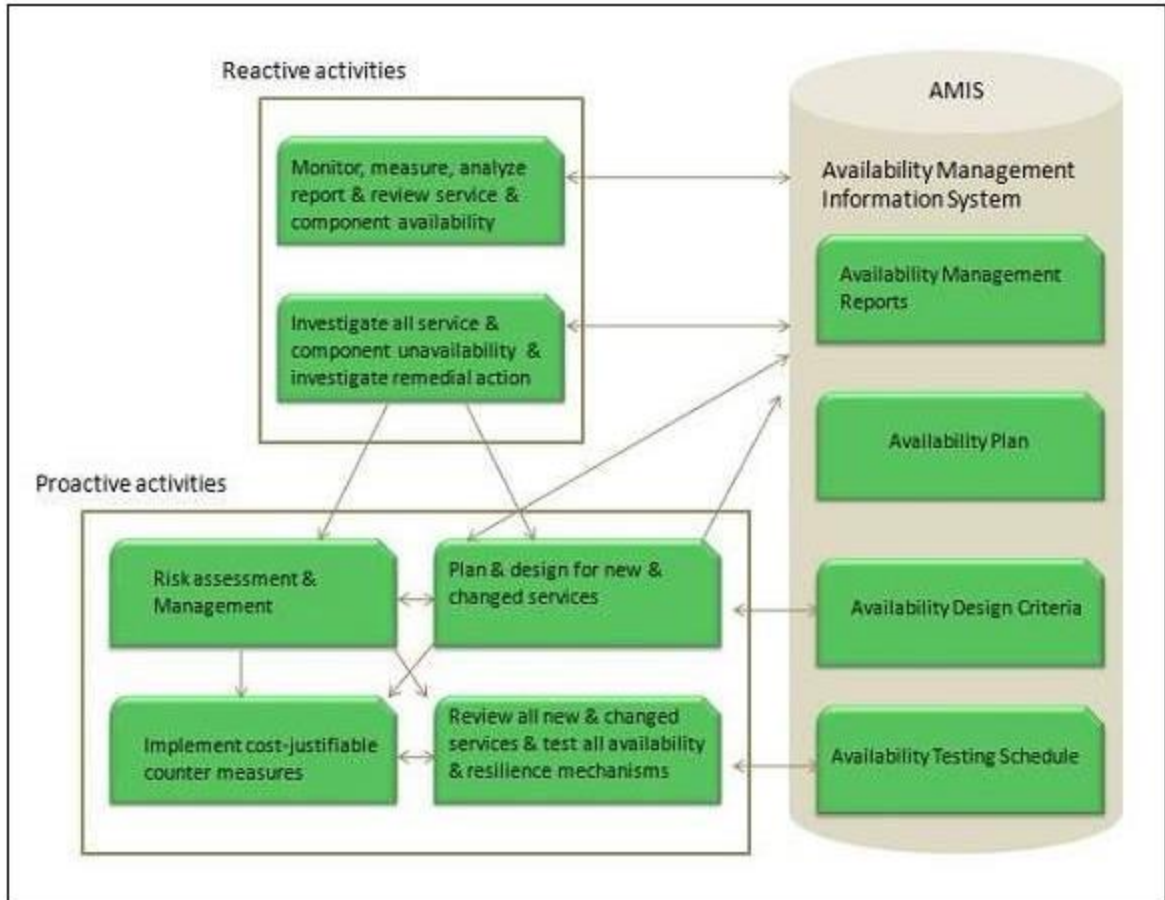 Reactive activities
Monitor, measure, analyze
report & review service &
component availability
Investigate all service &
component unavailability &
investigate remedial action
Proactive activities
Risk assessment &
Management
Plan & design for new &
changed services
Implement cost-justifiable
counter measures
Review all new & changed
services & test all availability
& resilience mechanisms
AMIS
Availability Management
Information System
Availability Management
Reports
Availability Plan
Availability Design Criteria
Availability Testing Schedule